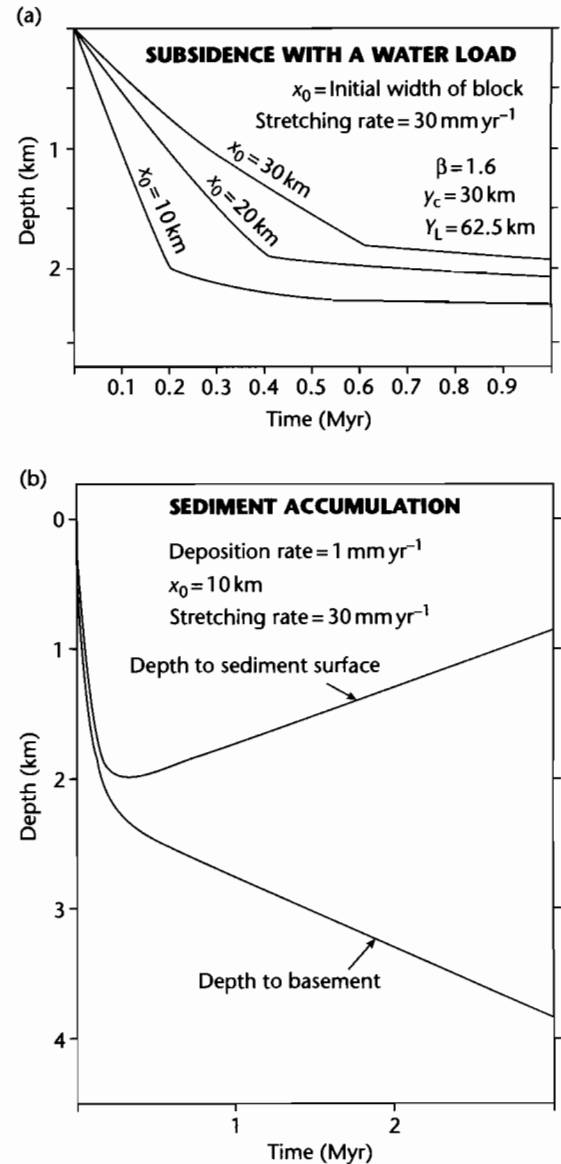 (a)
SUBSIDENCE WITH A WATER LOAD
x₀ = Initial width of block
Stretching rate = 30 mm yr⁻¹
β = 1.6
y꜀ = 30 km
Y_L = 62.5 km
x₀ = 30 km
x₀ = 20 km
x₀ = 10 km
Depth (km)
1
2
0.1 0.2 0.3 0.4 0.5 0.6 0.7 0.8 0.9
Time (Myr)
(b)
SEDIMENT ACCUMULATION
Deposition rate = 1 mm yr⁻¹
x₀ = 10 km
Stretching rate = 30 mm yr⁻¹
Depth to sediment surface
Depth to basement
Depth (km)
0
1
2
3
4
1 2
Time (Myr)